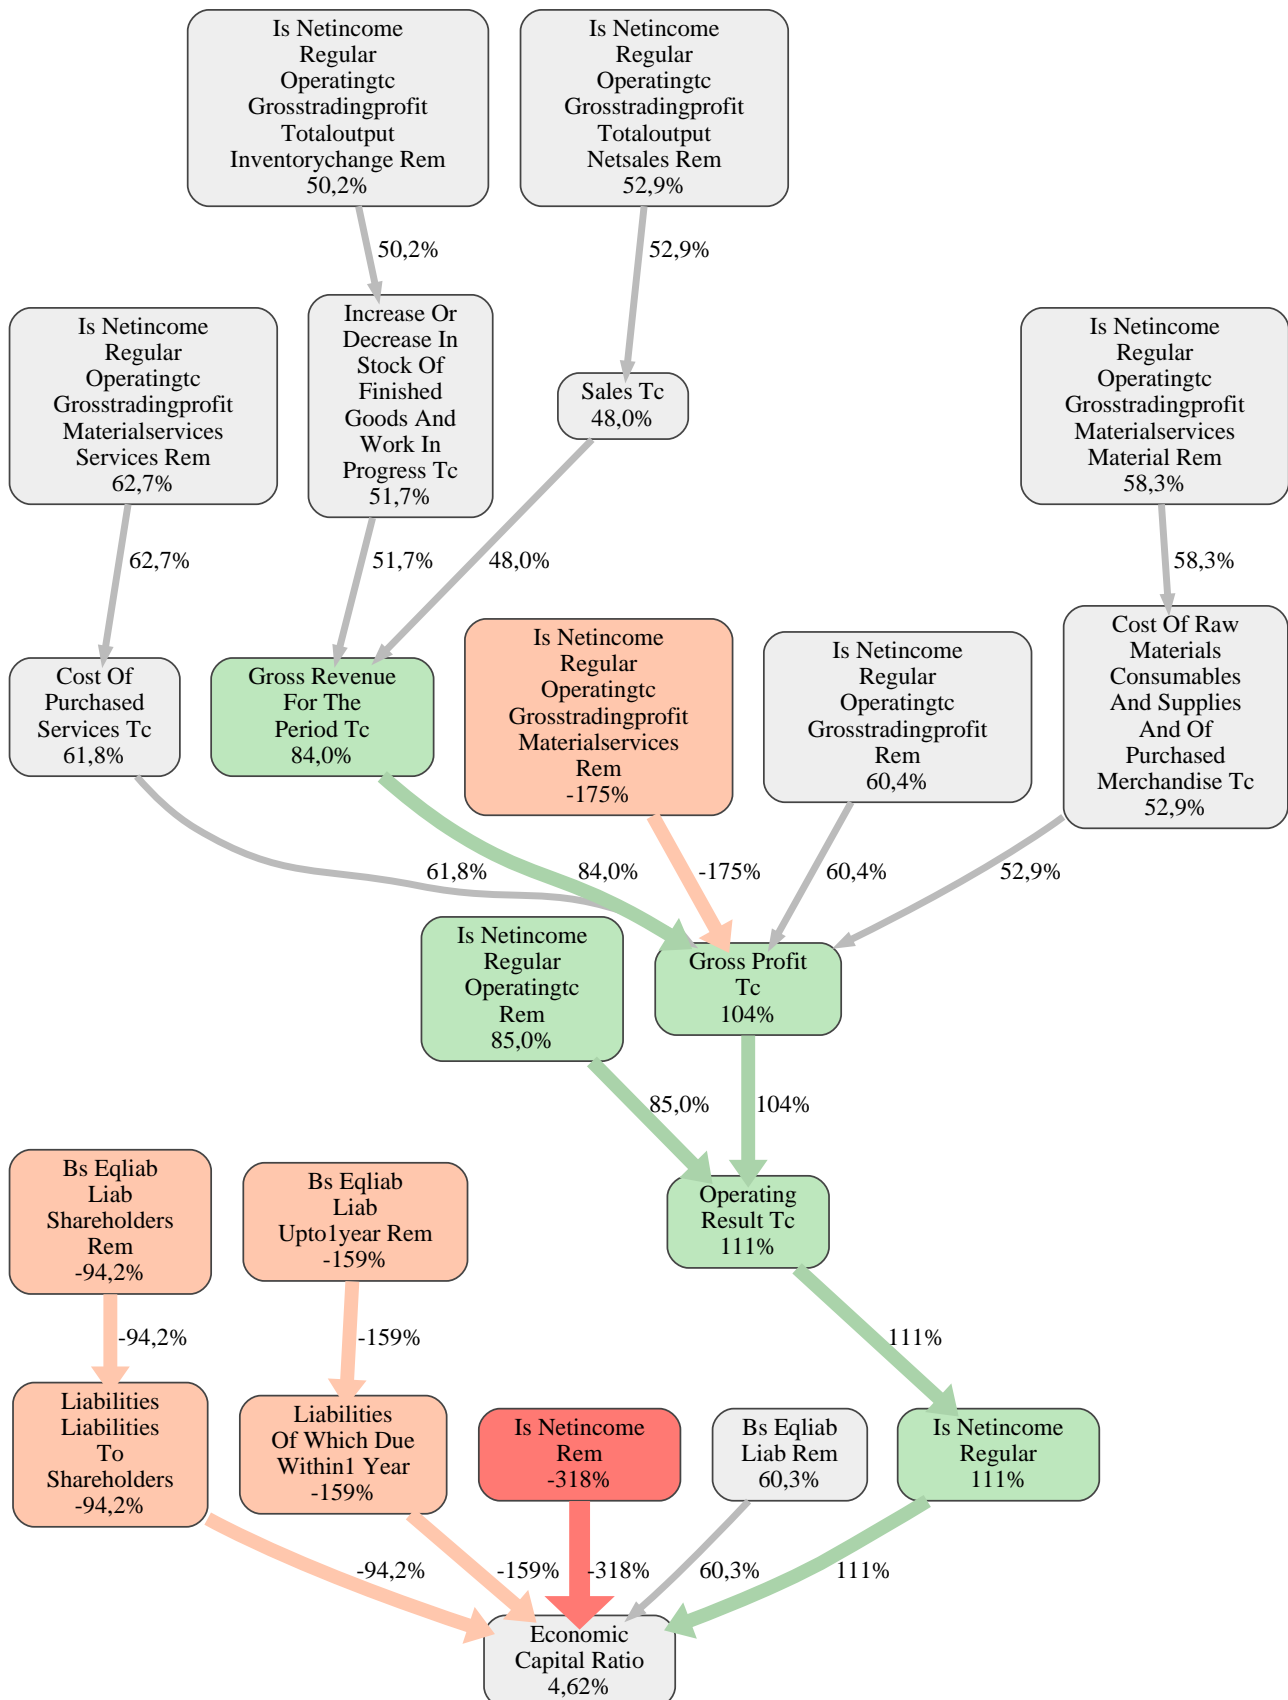 Is Netincome
Regular
Operatingtc
Grosstradingprofit
Totaloutput
Inventorychange Rem
50,2%
Is Netincome
Regular
Operatingtc
Grosstradingprofit
Totaloutput
Netsales Rem
52,9%
50,2%
52,9%
Is Netincome
Regular
Operatingtc
Grosstradingprofit
Materialservices
Services Rem
62,7%
Increase Or
Decrease In
Stock Of
Finished
Goods And
Work In
Progress Tc
51,7%
Sales Tc
48,0%
Is Netincome
Regular
Operatingtc
Grosstradingprofit
Materialservices
Material Rem
58,3%
62,7%
51,7%
48,0%
58,3%
Cost Of
Purchased
Services Tc
61,8%
Gross Revenue
For The
Period Tc
84,0%
Is Netincome
Regular
Operatingtc
Grosstradingprofit
Materialservices
Rem
-175%
Is Netincome
Regular
Operatingtc
Grosstradingprofit
Rem
60,4%
Cost Of Raw
Materials
Consumables
And Supplies
And Of
Purchased
Merchandise Tc
52,9%
61,8%
84,0%
-175%
60,4%
52,9%
Is Netincome
Regular
Operatingtc
Rem
85,0%
Gross Profit
Tc
104%
85,0%
104%
Bs Eqliab
Liab
Shareholders
Rem
-94,2%
Bs Eqliab
Liab
Upto1year Rem
-159%
Operating
Result Tc
111%
-94,2%
-159%
111%
Liabilities
Liabilities
To
Shareholders
-94,2%
Liabilities
Of Which Due
Within1 Year
-159%
Is Netincome
Rem
-318%
Bs Eqliab
Liab Rem
60,3%
Is Netincome
Regular
111%
-94,2%
-159%
-318%
60,3%
111%
Economic
Capital Ratio
4,62%